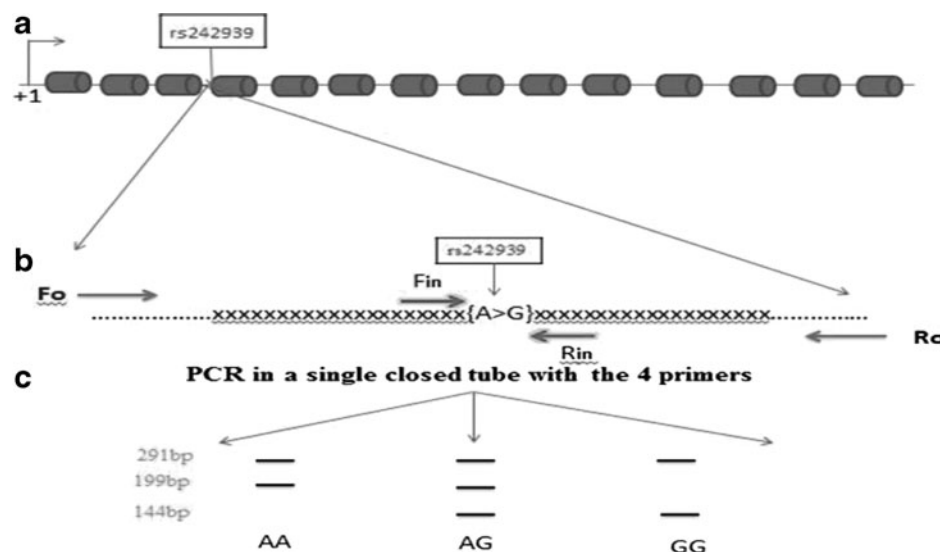 a
rs242939
+1
b
rs242939
Fin
Fo
xxxxxxxxxxxxxxxxxxxx{A>G}xxxxxxxxxxxxxxxxxxx
Rin
c
PCR in a single closed tube with the 4 primers
291bp
199bp
144bp
AA AG GG